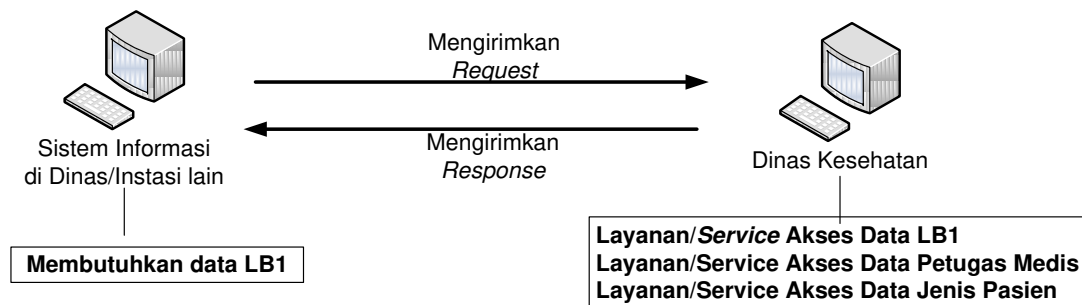 Mengirimkan
Request
Mengirimkan
Response
Sistem Informasi
di Dinas/Instasi lain
Dinas Kesehatan
Membutuhkan data LB1
Layanan/Service Akses Data LB1
Layanan/Service Akses Data Petugas Medis
Layanan/Service Akses Data Jenis Pasien